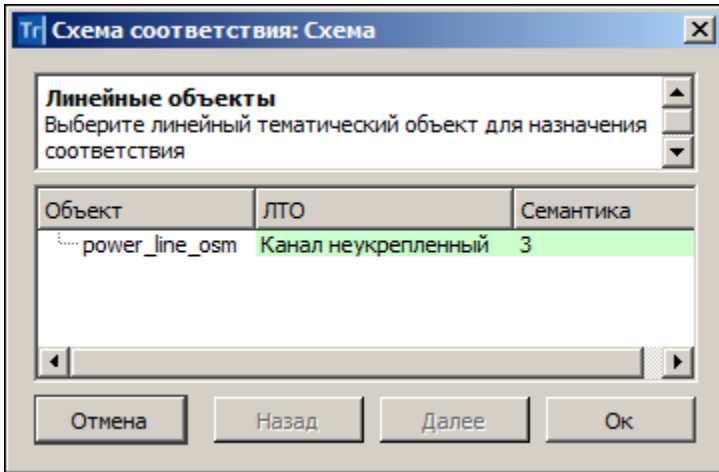 Tr Схема соответствия: Схема
Линейные объекты
Выберите линейный тематический объект для назначения
соответствия
Объект ЛТО Семантика
power_line_osm Канал неукрепленный 3
Отмена Назад Далее Ок